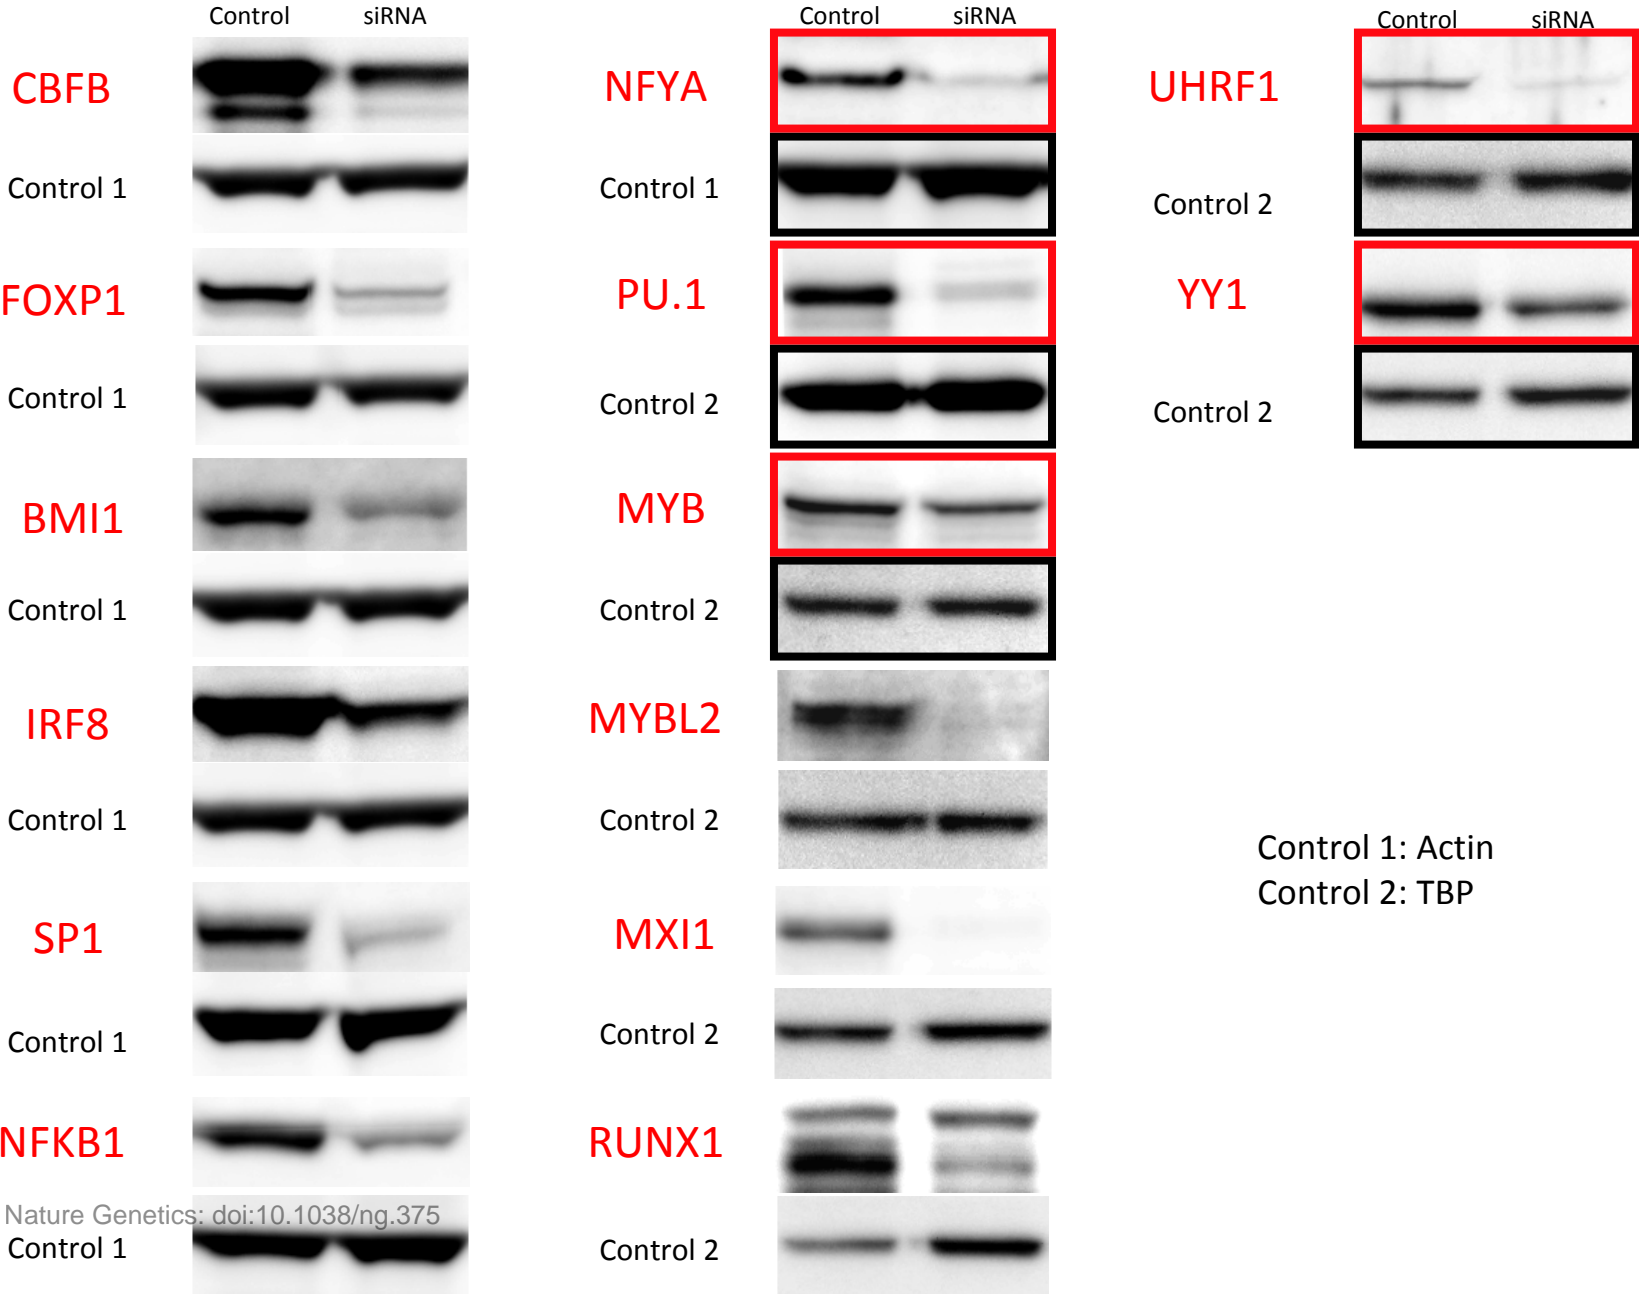 Control siRNA
CBFB
Control 1
FOXP1
Control 1
BMI1
Control 1
IRF8
Control 1
SP1
Control 1
NFKB1
Nature Genetics: doi:10.1038/ng.375
Control 1
Control siRNA
NFYA
Control 1
PU.1
Control 2
MYB
Control 2
MYBL2
Control 2
MXI1
Control 2
RUNX1
Control 2
Control siRNA
UHRF1
Control 2
YY1
Control 2
Control 1: Actin
Control 2: TBP